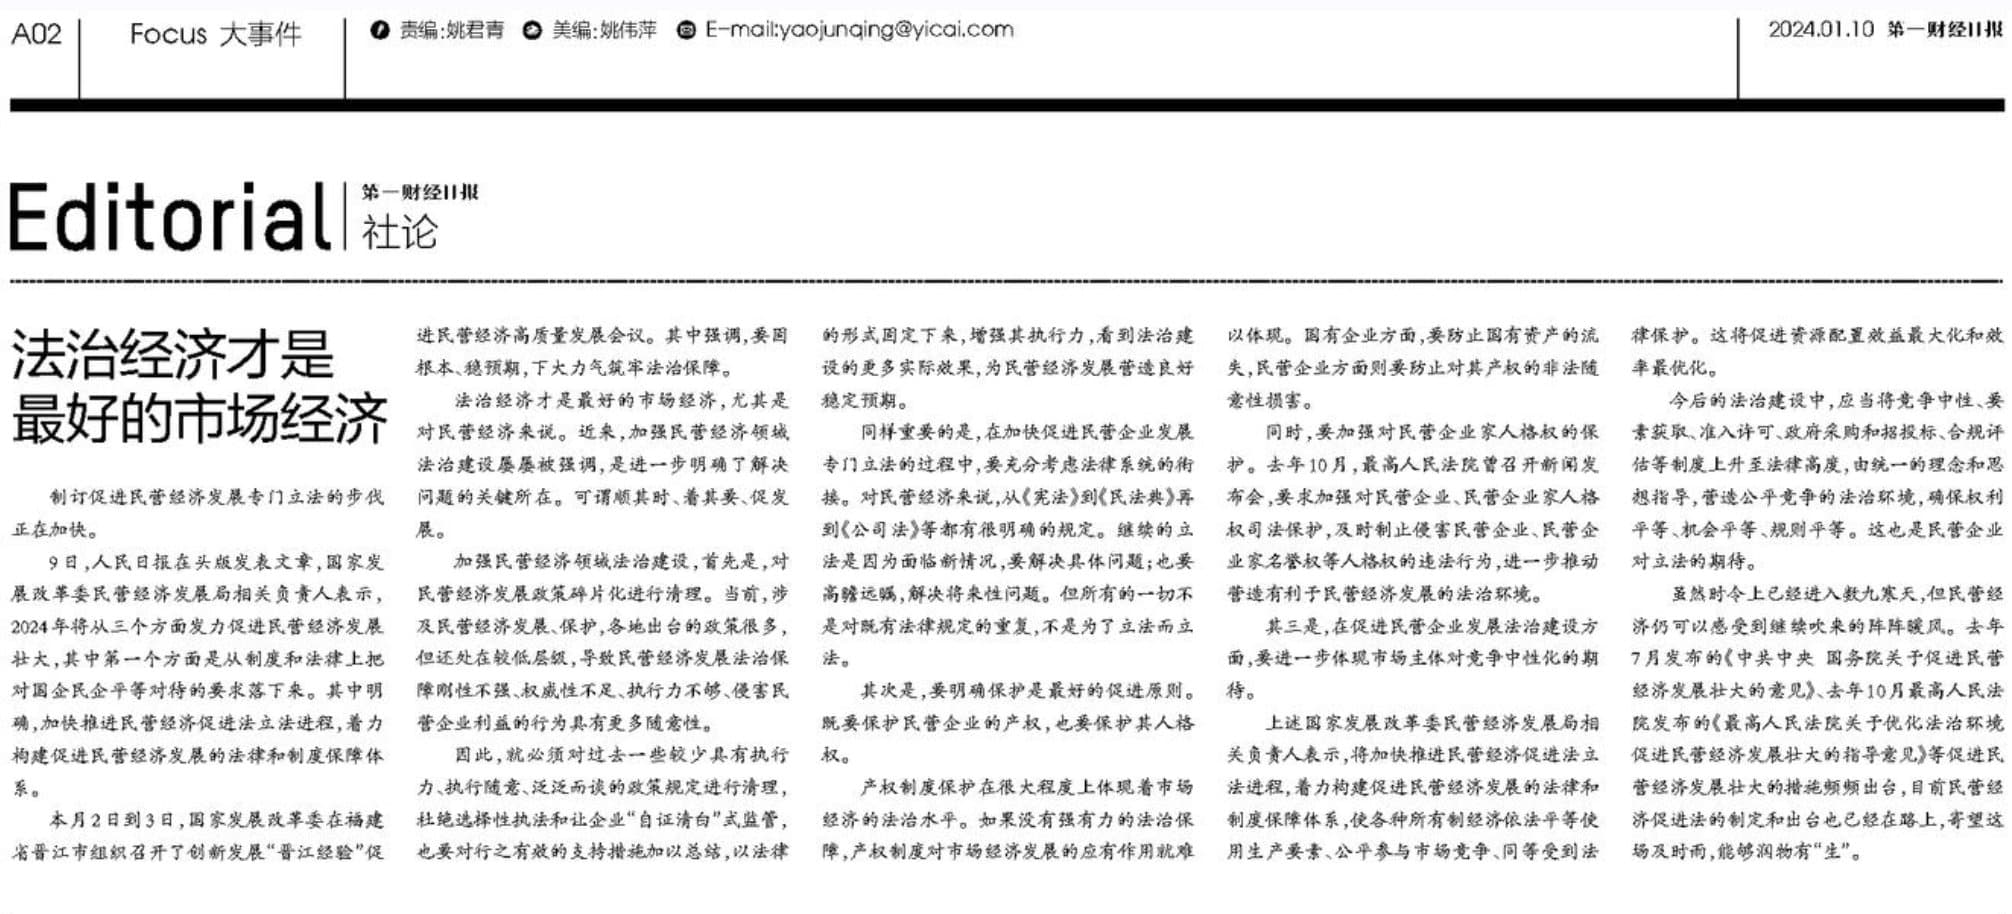 A02
Focus 大事件
责编:姚君青 美编:姚伟萍 E-mail:yaojunqing@yicai.com
2024.01.10 第一财经日报
Editorial
第一财经日报
社论
法治经济才是
最好的市场经济
制订促进民营经济发展专门立法的步伐
正在加快。
9日,人民日报在头版发表文章,国家发
展改革委民营经济发展局相关负责人表示,
2024年将从三个方面发力促进民营经济发展
壮大,其中第一个方面是从制度和法律上把
对国企民企平等对待的要求落下来。其中明
确,加快推进民营经济促进法立法进程,着力
构建促进民营经济发展的法律和制度保障体
系。
本月2日到3日,国家发展改革委在福建
省晋江市组织召开了创新发展“晋江经验”促
进民营经济高质量发展会议。其中强调,要固
根本、稳预期,下大力气筑牢法治保障。
法治经济才是最好的市场经济,尤其是
对民营经济来说。近来,加强民营经济领域
法治建设屡屡被强调,是进一步明确了解决
问题的关键所在。可谓顺其时、着其要、促发
展。
加强民营经济领域法治建设,首先是,对
民营经济发展政策碎片化进行清理。当前,涉
及民营经济发展、保护,各地出台的政策很多,
但还处在较低层级,导致民营经济发展法治保
障刚性不强、权威性不足、执行力不够、侵害民
营企业利益的行为具有更多随意性。
因此,就必须对过去一些较少具有执行
力、执行随意、泛泛而谈的政策规定进行清理,
杜绝选择性执法和让企业“自证清白”式监管,
也要对行之有效的支持措施加以总结,以法律
的形式固定下来,增强其执行力,看到法治建
设的更多实际效果,为民营经济发展营造良好
稳定预期。
同样重要的是,在加快促进民营企业发展
专门立法的过程中,要充分考虑法律系统的衔
接。对民营经济来说,从《宪法》到《民法典》再
到《公司法》等都有很明确的规定。继续的立
法是因为面临新情况,要解决具体问题;也要
高瞻远瞩,解决将来性问题。但所有的一切不
是对既有法律规定的重复,不是为了立法而立
法。
其次是,要明确保护是最好的促进原则。
既要保护民营企业的产权,也要保护其人格
权。
产权制度保护在很大程度上体现着市场
经济的法治水平。如果没有强有力的法治保
障,产权制度对市场经济发展的应有作用就难
以体现。国有企业方面,要防止国有资产的流
失,民营企业方面则要防止对其产权的非法随
意性损害。
同时,要加强对民营企业家人格权的保
护。去年10月,最高人民法院曾召开新闻发
布会,要求加强对民营企业、民营企业家人格
权司法保护,及时制止侵害民营企业、民营企
业家名誉权等人格权的违法行为,进一步推动
营造有利于民营经济发展的法治环境。
其三是,在促进民营企业发展法治建设方
面,要进一步体现市场主体对竞争中性化的期
待。
上述国家发展改革委民营经济发展局相
关负责人表示,将加快推进民营经济促进法立
法进程,着力构建促进民营经济发展的法律和
制度保障体系,使各种所有制经济依法平等使
用生产要素、公平参与市场竞争、同等受到法
律保护。这将促进资源配置效益最大化和效
率最优化。
今后的法治建设中,应当将竞争中性、要
素获取、准入许可、政府采购和招投标、合规评
估等制度上升至法律高度,由统一的理念和思
想指导,营造公平竞争的法治环境,确保权利
平等、机会平等、规则平等。这也是民营企业
对立法的期待。
虽然时令上已经进入数九寒天,但民营经
济仍可以感受到继续吹来的阵阵暖风。去年
7月发布的《中共中央 国务院关于促进民营
经济发展壮大的意见》、去年10月最高人民法
院发布的《最高人民法院关于优化法治环境
促进民营经济发展壮大的指导意见》等促进民
营经济发展壮大的措施频频出台,目前民营经
济促进法的制定和出台也已经在路上,寄望这
场及时雨,能够润物有“生”。